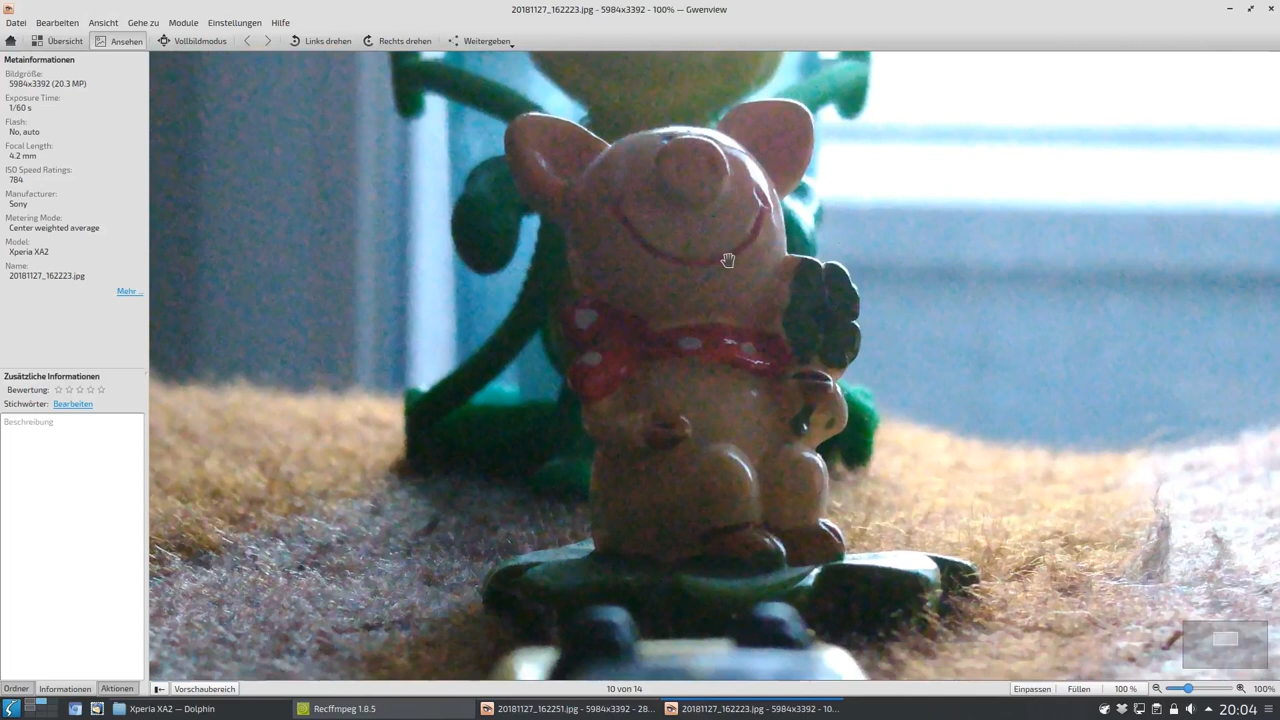 20181127_162223.jpg - 5984x3392 - 100% — Gwenview
Datei Bearbeiten Ansicht Gehe zu Module Einstellungen Hilfe
Übersicht Ansehen Vollbildmodus Links drehen Rechts drehen Weitergeben
Metainformationen
Bildgröße:
5984x3392 (20.3 MP)
Exposure Time:
1/60 s
Flash:
No, auto
Focal Length:
4.2 mm
ISO Speed Ratings:
784
Manufacturer:
Sony
Metering Mode:
Center weighted average
Model:
Xperia XA2
Name:
20181127_162223.jpg
Mehr ...
Zusätzliche Informationen
Bewertung:
Stichwörter: Bearbeiten
Beschreibung
Ordner Informationen Aktionen Vorschaubereich 10 von 14 Einpassen Füllen 100 % 100%
Xperia XA2 — Dolphin Recffmpeg 1.8.5 20181127_162251.jpg - 5984x3392 - 28... 20181127_162223.jpg - 5984x3392 - 10... 20:04